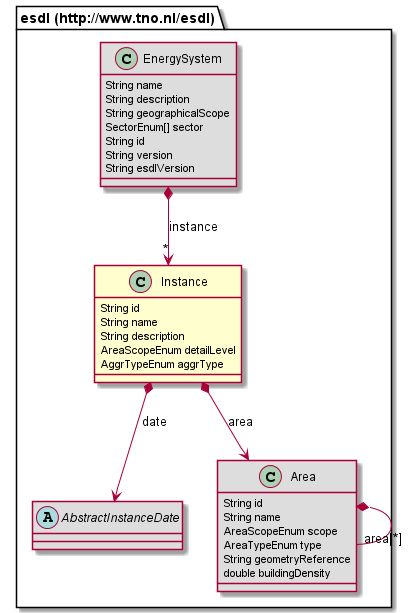 esdl (http://www.tno.nl/esdl)
C EnergySystem
String name
String description
String geographicalScope
SectorEnum[] sector
String id
String version
String esdlVersion
instance
*
C Instance
String id
String name
String description
AreaScopeEnum detailLevel
AggrTypeEnum aggrType
date
area
A AbstractInstanceDate
C Area
String id
String name
AreaScopeEnum scope
AreaTypeEnum type
String geometryReference
double buildingDensity
area[*]